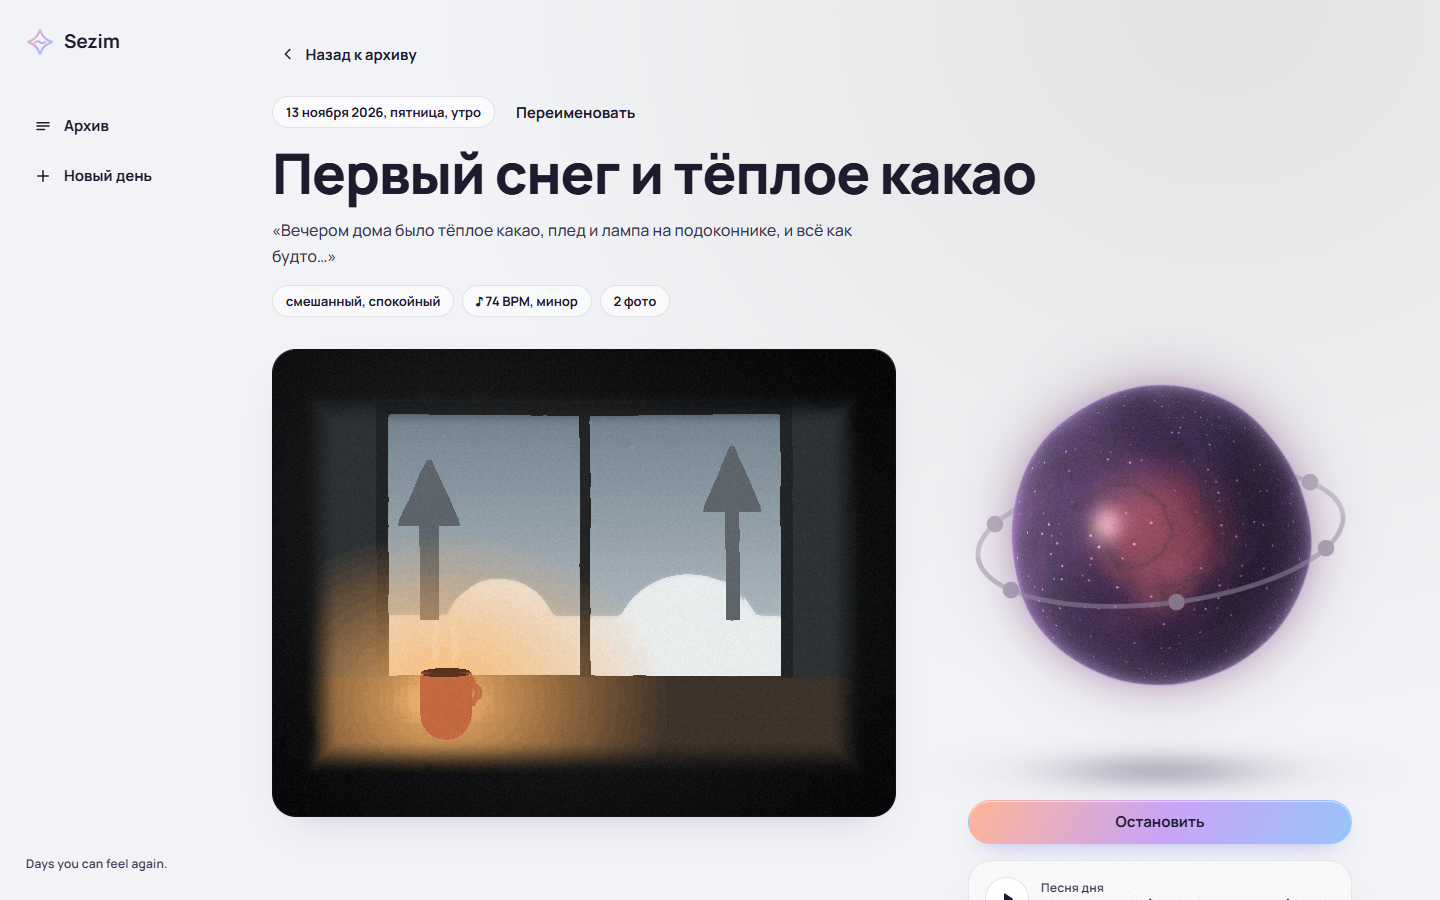 Sezim
Назад к архиву
13 ноября 2026, пятница, утро
Переименовать
Архив
Новый день
Первый снег и тёплое какао
«Вечером дома было тёплое какао, плед и лампа на подоконнике, и всё как
будто…»
смешанный, спокойный
♪ 74 BPM, минор
2 фото
Остановить
Песня дня
Days you can feel again.